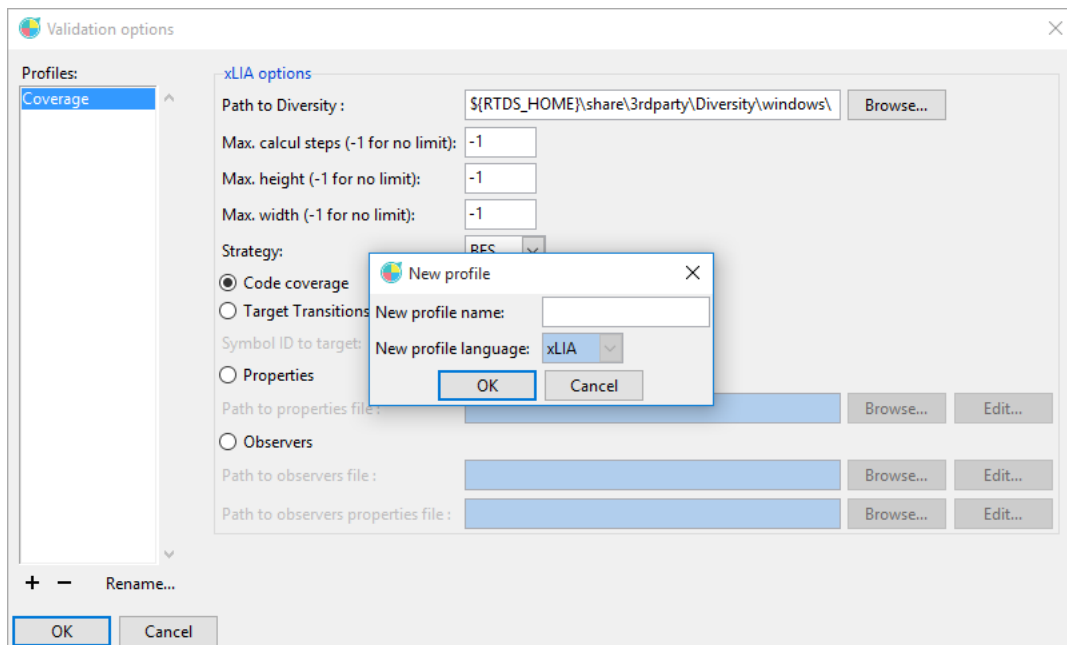 Validation options
Profiles:
Coverage
xLIA options
Path to Diversity :
${RTDS_HOME}\share\3rdparty\Diversity\windows\
Browse...
Max. calcul steps (-1 for no limit):
-1
Max. height (-1 for no limit):
-1
Max. width (-1 for no limit):
-1
Strategy:
BFS
Code coverage
Target Transitions
Symbol ID to target:
Properties
Path to properties file :
Browse...
Edit...
Observers
Path to observers file :
Browse...
Edit...
Path to observers properties file :
Browse...
Edit...
+ − Rename...
OK
Cancel
New profile
New profile name:
New profile language:
xLIA
OK
Cancel